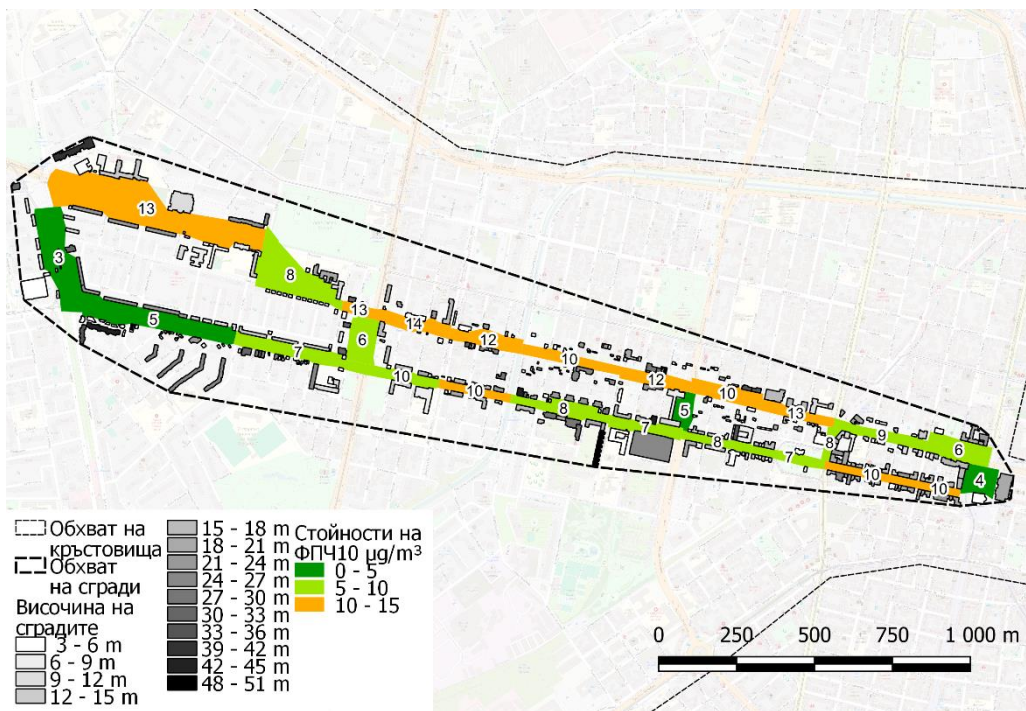 13
3
8
5
13
14
12
6
7
10
10
12
10
5
13
10
8
7
8
7
8
9
6
4
10
10
Обхват на
кръстовища
Обхват
на сгради
Височина на
сградите
3 - 6 m
6 - 9 m
9 - 12 m
12 - 15 m
15 - 18 m
18 - 21 m
21 - 24 m
24 - 27 m
27 - 30 m
30 - 33 m
33 - 36 m
39 - 42 m
42 - 45 m
48 - 51 m
Стойности на
ФПЧ10 µg/m³
0 - 5
5 - 10
10 - 15
0 250 500 750 1 000 m